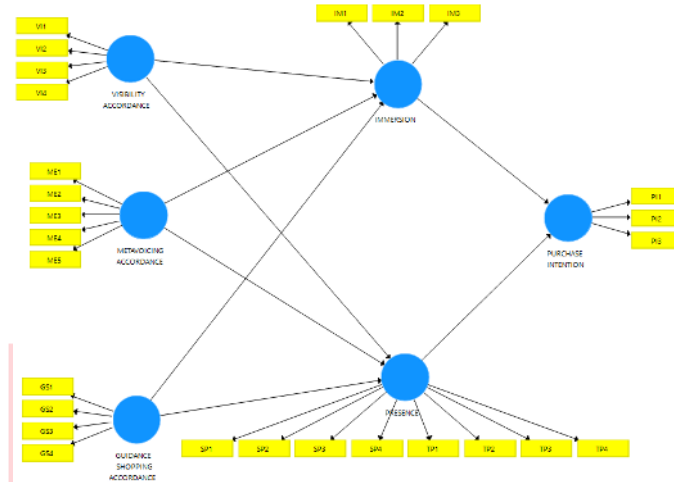 IM1 IM2 IM3
VI1
VI2
VI3
VI4
VISIBILITY
ACCORDANCE
IMMERSION
ME1
ME2
ME3
ME4
ME5
METAVOICING
ACCORDANCE
PI1
PI2
PI3
PURCHASE
INTENTION
GS1
GS2
GS3
GS4
GUIDANCE
SHOPPING
ACCORDANCE
PRESENCE
SP1 SP2 SP3 SP4 TP1 TP2 TP3 TP4